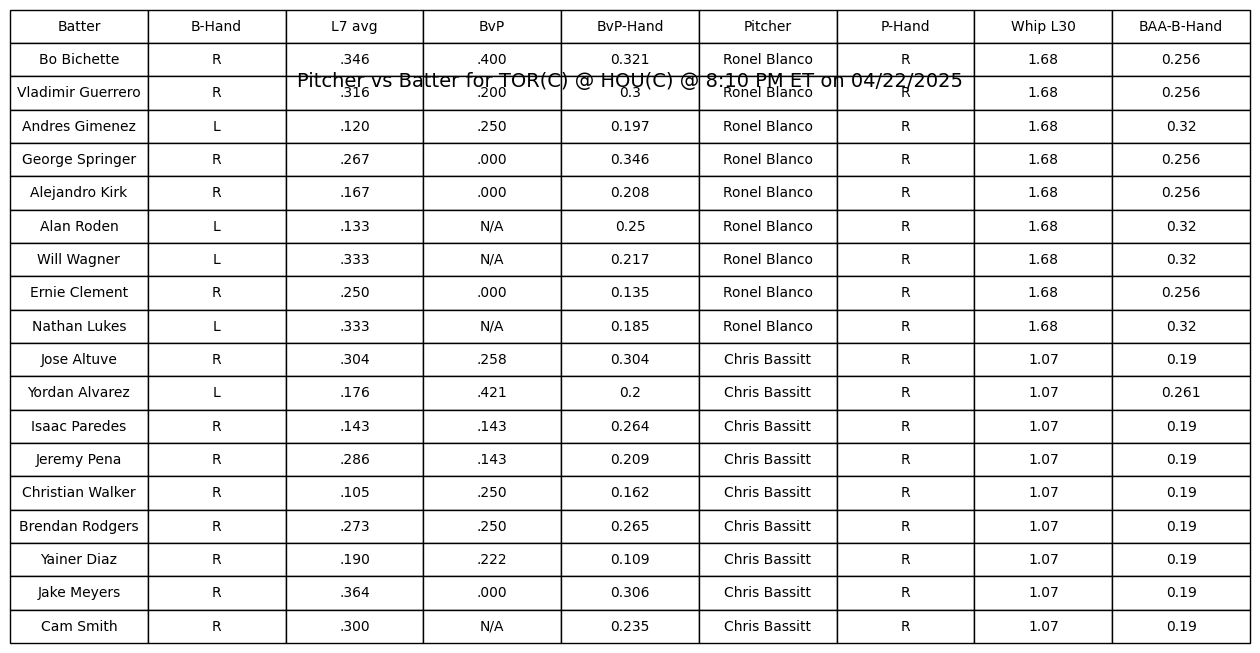 Batter B-Hand L7 avg BvP BvP-Hand Pitcher P-Hand Whip L30 BAA-B-Hand
Bo Bichette R .346 .400 0.321 Ronel Blanco R 1.68 0.256
Pitcher vs Batter for TOR(C) @ HOU(C) @ 8:10 PM ET on 04/22/2025
Vladimir Guerrero R .316 .200 0.3 Ronel Blanco R 1.68 0.256
Andres Gimenez L .120 .250 0.197 Ronel Blanco R 1.68 0.32
George Springer R .267 .000 0.346 Ronel Blanco R 1.68 0.256
Alejandro Kirk R .167 .000 0.208 Ronel Blanco R 1.68 0.256
Alan Roden L .133 N/A 0.25 Ronel Blanco R 1.68 0.32
Will Wagner L .333 N/A 0.217 Ronel Blanco R 1.68 0.32
Ernie Clement R .250 .000 0.135 Ronel Blanco R 1.68 0.256
Nathan Lukes L .333 N/A 0.185 Ronel Blanco R 1.68 0.32
Jose Altuve R .304 .258 0.304 Chris Bassitt R 1.07 0.19
Yordan Alvarez L .176 .421 0.2 Chris Bassitt R 1.07 0.261
Isaac Paredes R .143 .143 0.264 Chris Bassitt R 1.07 0.19
Jeremy Pena R .286 .143 0.209 Chris Bassitt R 1.07 0.19
Christian Walker R .105 .250 0.162 Chris Bassitt R 1.07 0.19
Brendan Rodgers R .273 .250 0.265 Chris Bassitt R 1.07 0.19
Yainer Diaz R .190 .222 0.109 Chris Bassitt R 1.07 0.19
Jake Meyers R .364 .000 0.306 Chris Bassitt R 1.07 0.19
Cam Smith R .300 N/A 0.235 Chris Bassitt R 1.07 0.19